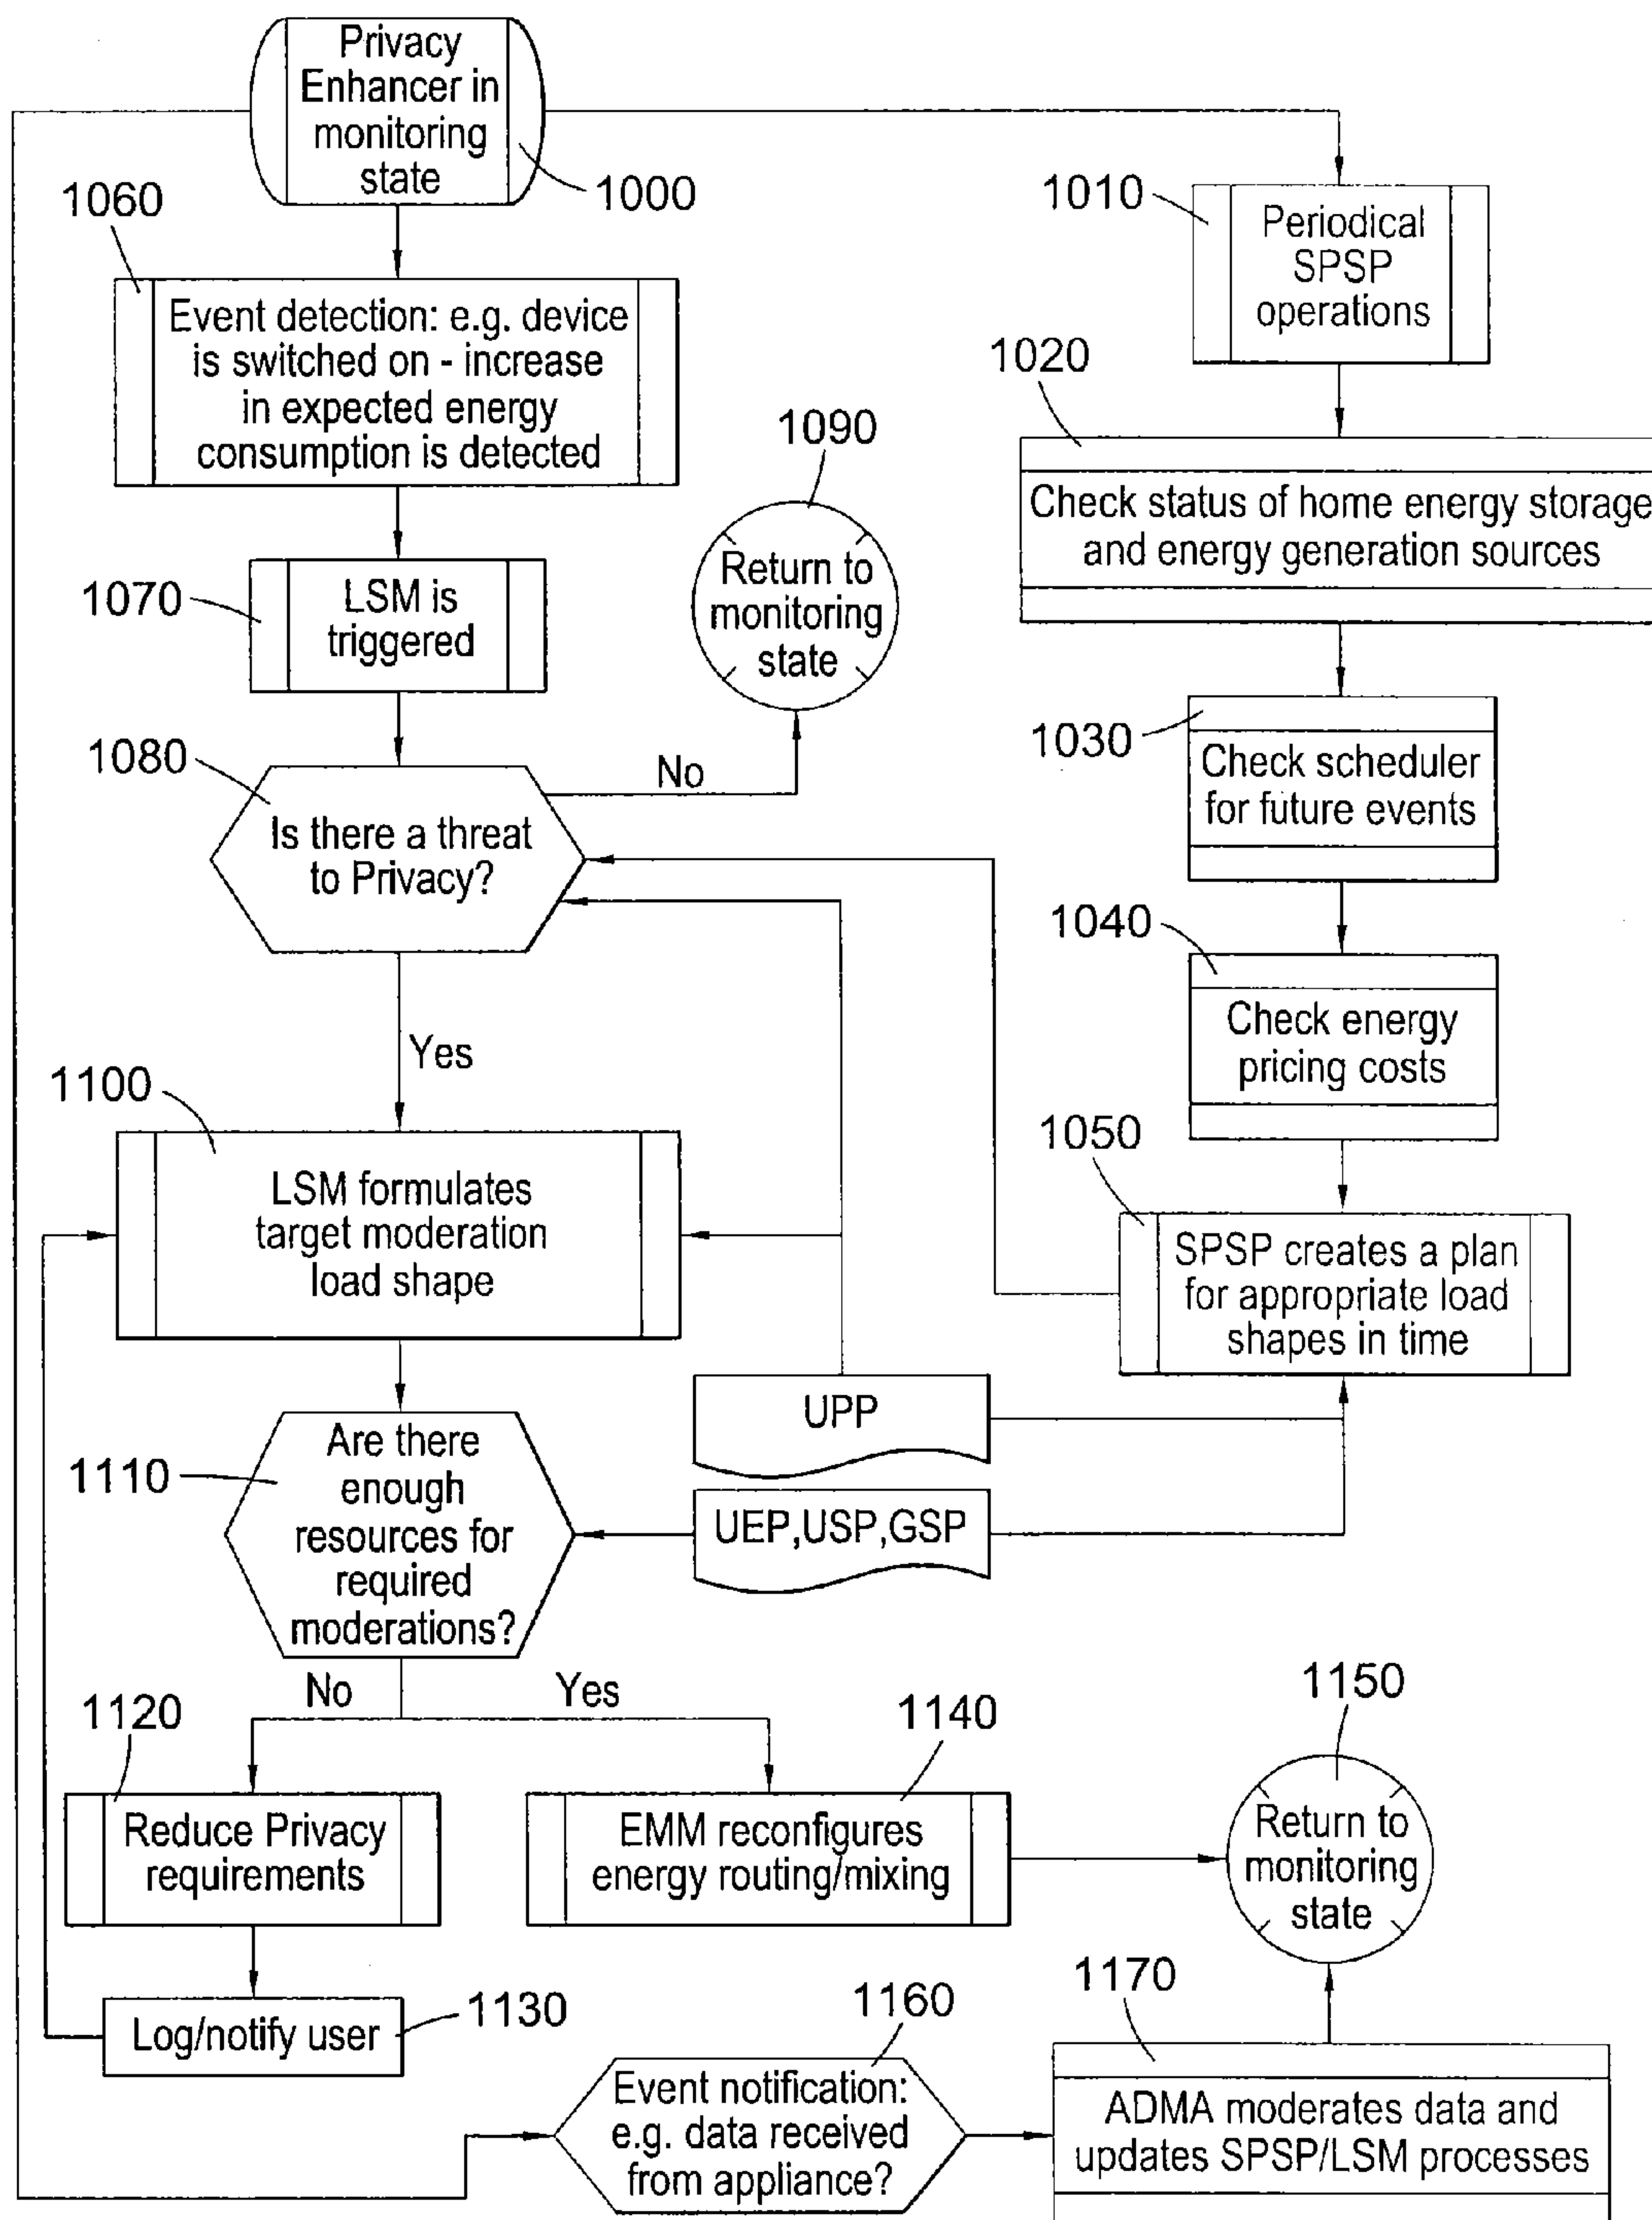 Privacy
Enhancer in
monitoring
state
1000
1060
1010
Periodical
SPSP
operations
Event detection: e.g. device
is switched on - increase
in expected energy
consumption is detected
1020
Check status of home energy storage
and energy generation sources
1090
Return to
monitoring
state
1070
LSM is
triggered
1030
Check scheduler
for future events
1080
No
Is there a threat
to Privacy?
1040
Check energy
pricing costs
Yes
1100
LSM formulates
target moderation
load shape
1050
SPSP creates a plan
for appropriate load
shapes in time
UPP
1110
Are there
enough
resources for
required
moderations?
UEP,USP,GSP
No
Yes
1120
Reduce Privacy
requirements
1140
EMM reconfigures
energy routing/mixing
1150
Return to
monitoring
state
Log/notify user
1130
1160
Event notification:
e.g. data received
from appliance?
1170
ADMA moderates data and
updates SPSP/LSM processes